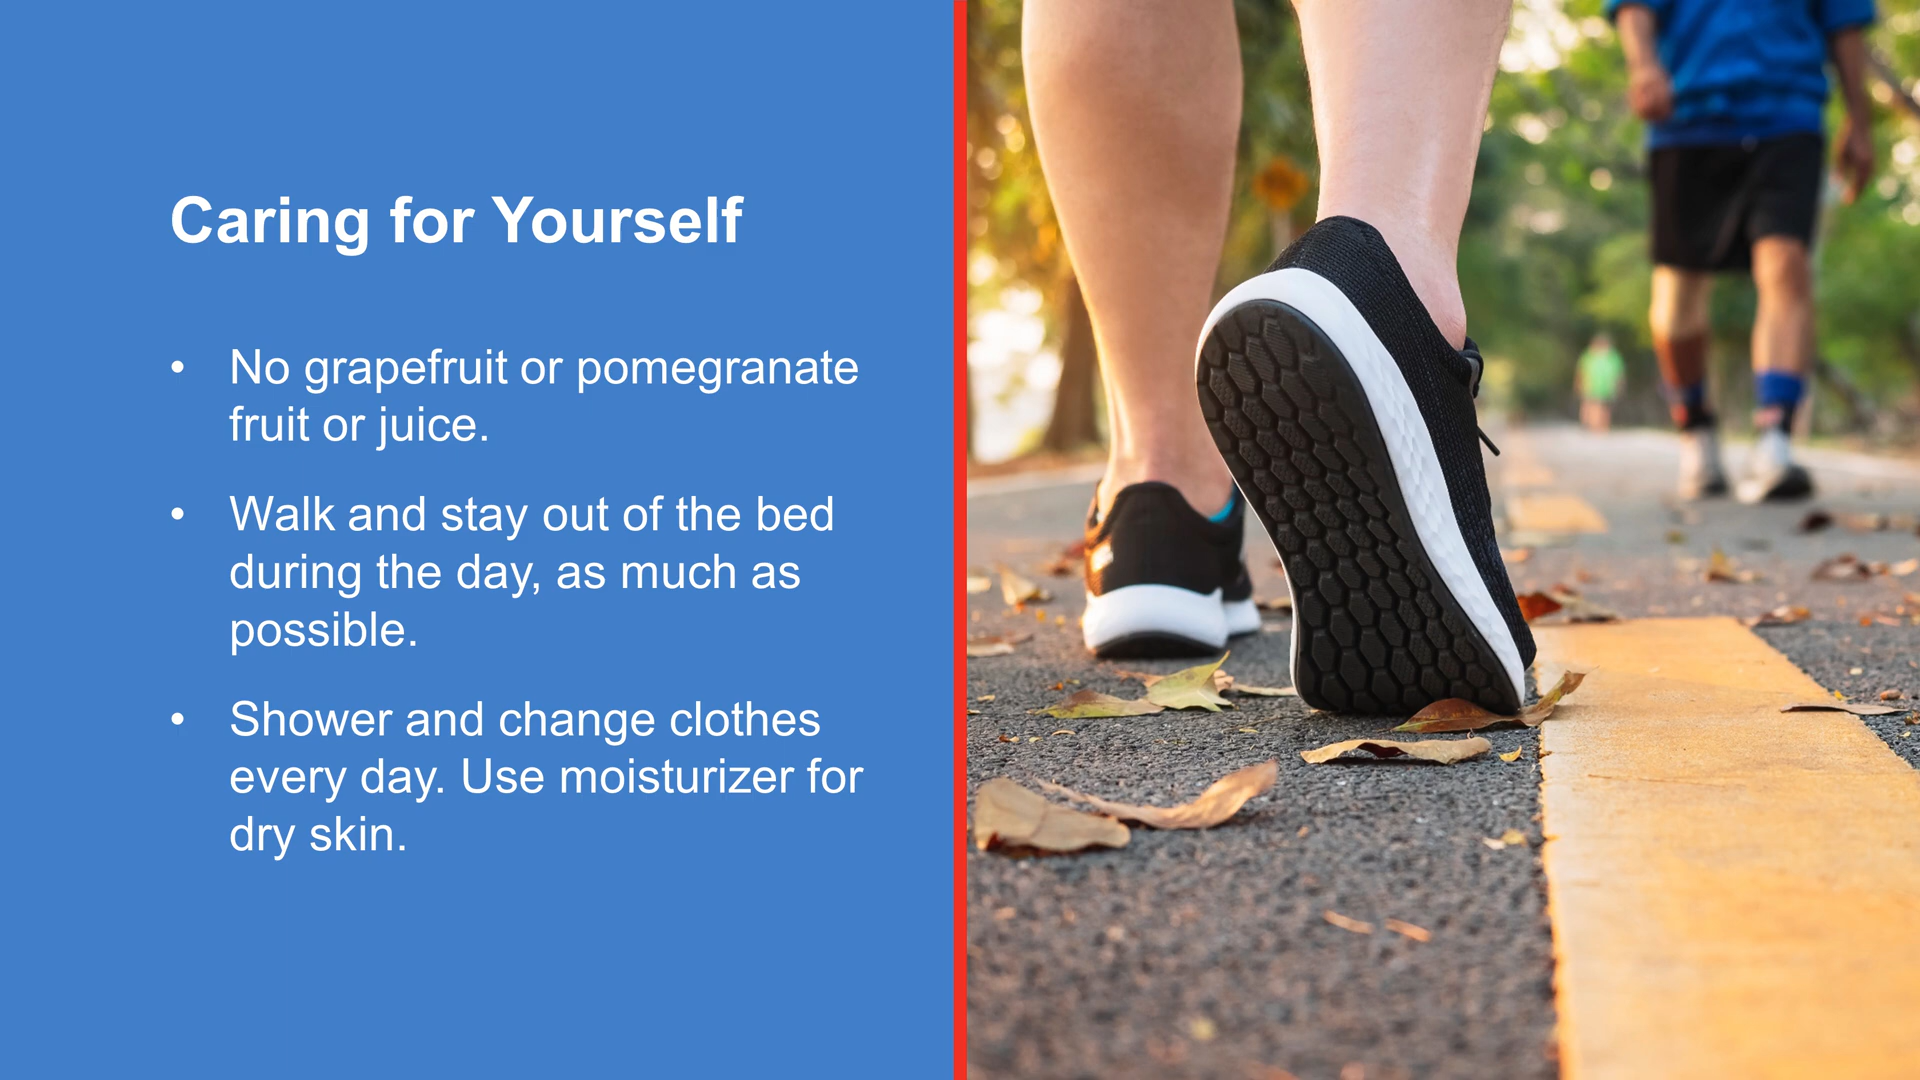 Caring for Yourself
• No grapefruit or pomegranate
fruit or juice.
• Walk and stay out of the bed
during the day, as much as
possible.
• Shower and change clothes
every day. Use moisturizer for
dry skin.